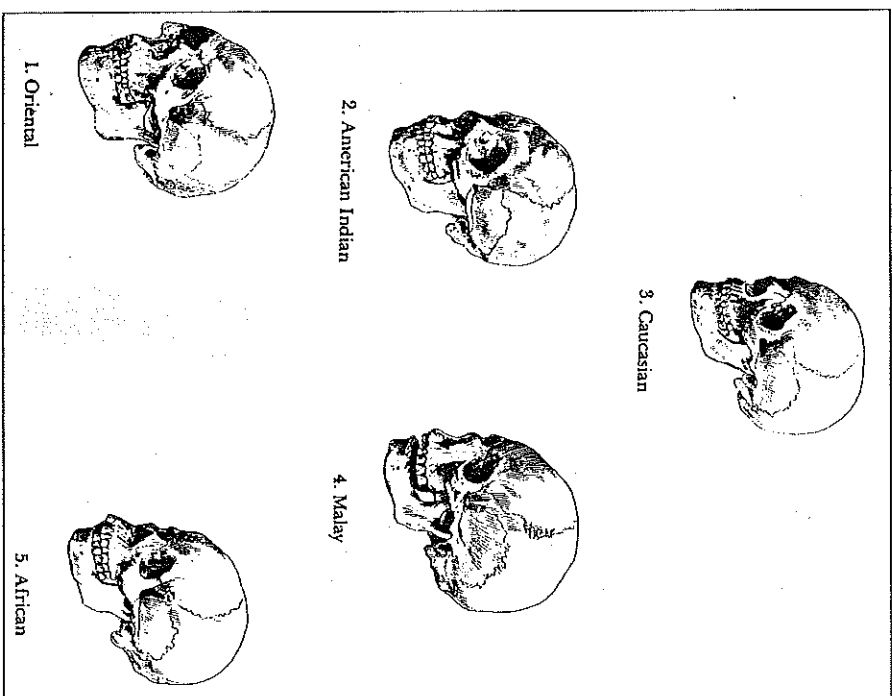 1. Oriental
2. American Indian
3. Caucasian
4. Malay
5. African